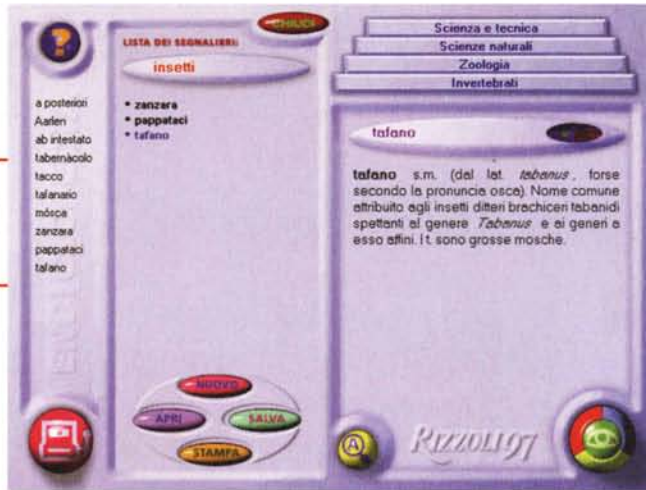 a posteriori
Aarlen
ab intestato
tabernàcolo
tacco
tafanario
mósca
zanzara
pappataci
tafano
LISTA DEI SEGNALIBRI:
CHIUDI
insetti
• zanzara
• pappataci
• tafano
NUOVO
APRI
SALVA
STAMPA
Scienza e tecnica
Scienze naturali
Zoologia
Invertebrati
tafano
tafano s.m. (dal lat. tabanus, forse
secondo la pronuncia osca). Nome comune
attribuito agli insetti ditteri brachiceri tabanidi
spettanti al genere Tabanus e ai generi a
esso affini. I t. sono grosse mosche.
A
RIZZOLI 97